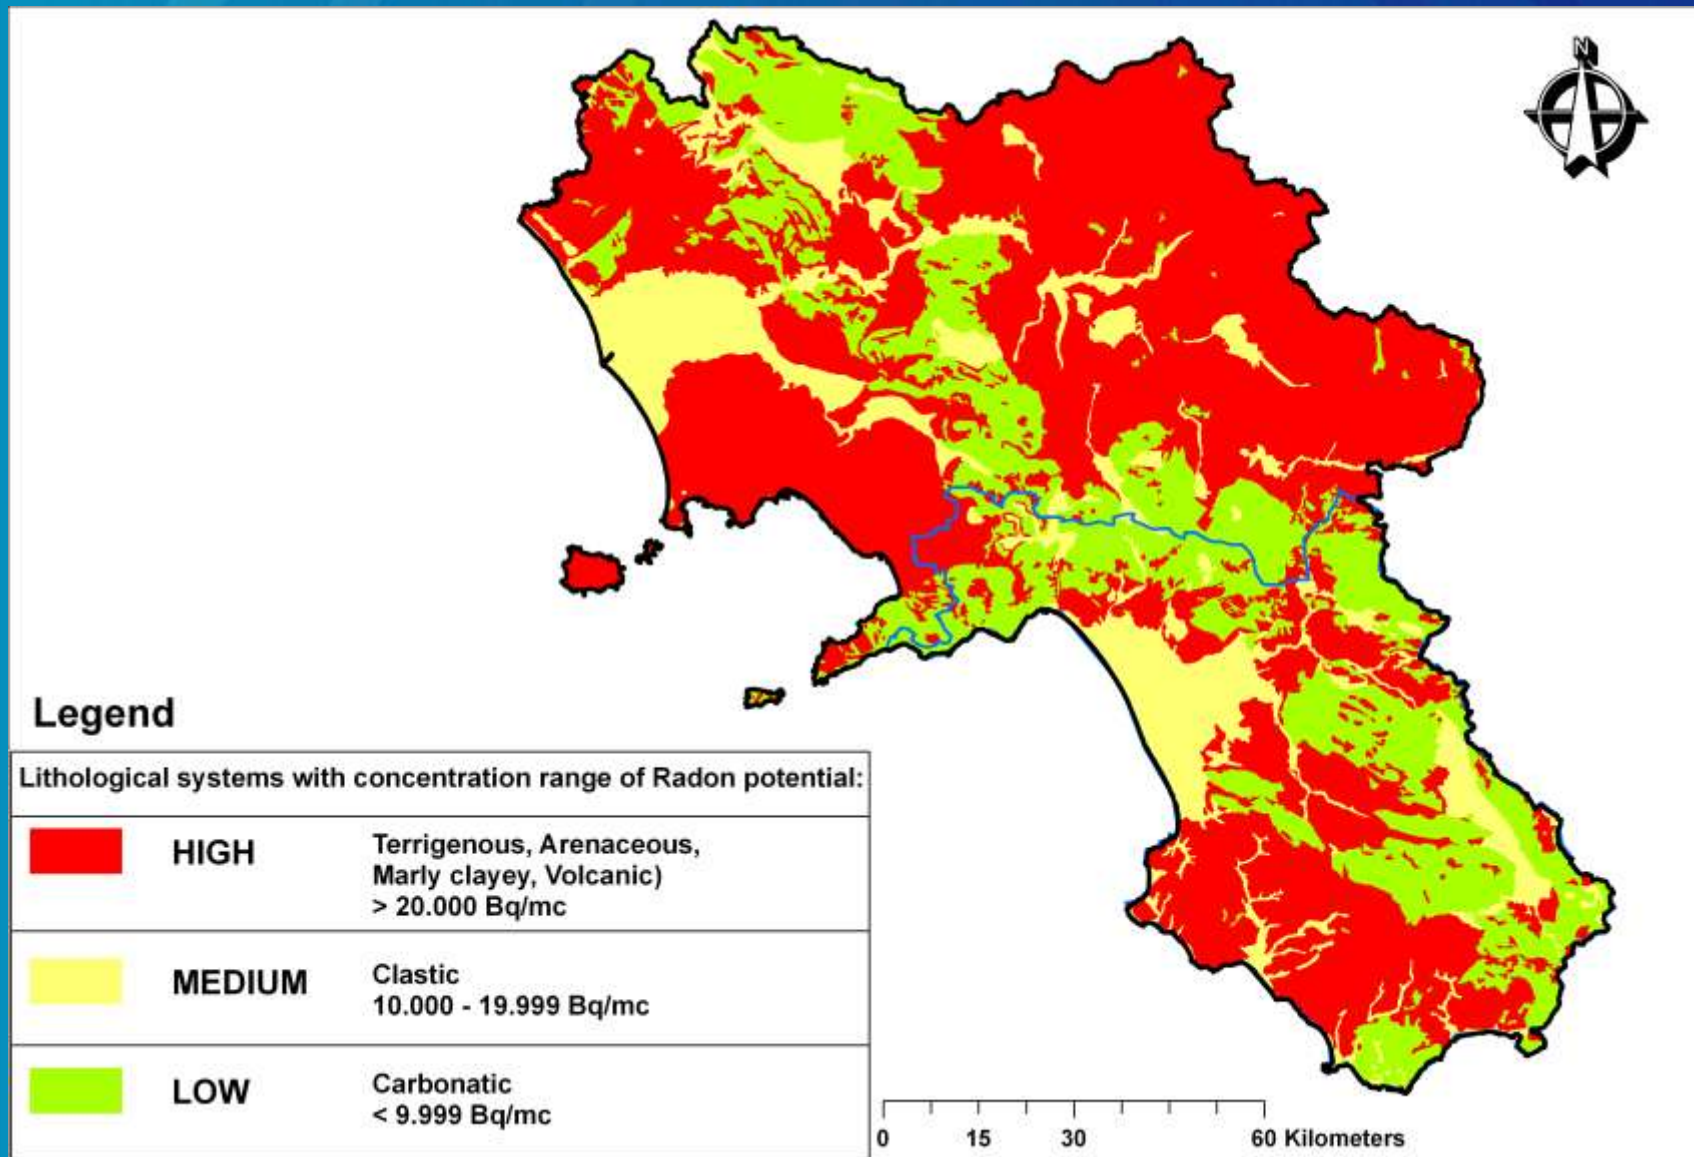 N
Legend
Lithological systems with concentration range of Radon potential:
HIGH
Terrigenous, Arenaceous,
Marly clayey, Volcanic)
> 20.000 Bq/mc
MEDIUM
Clastic
10.000 - 19.999 Bq/mc
LOW
Carbonatic
< 9.999 Bq/mc
0 15 30 60 Kilometers